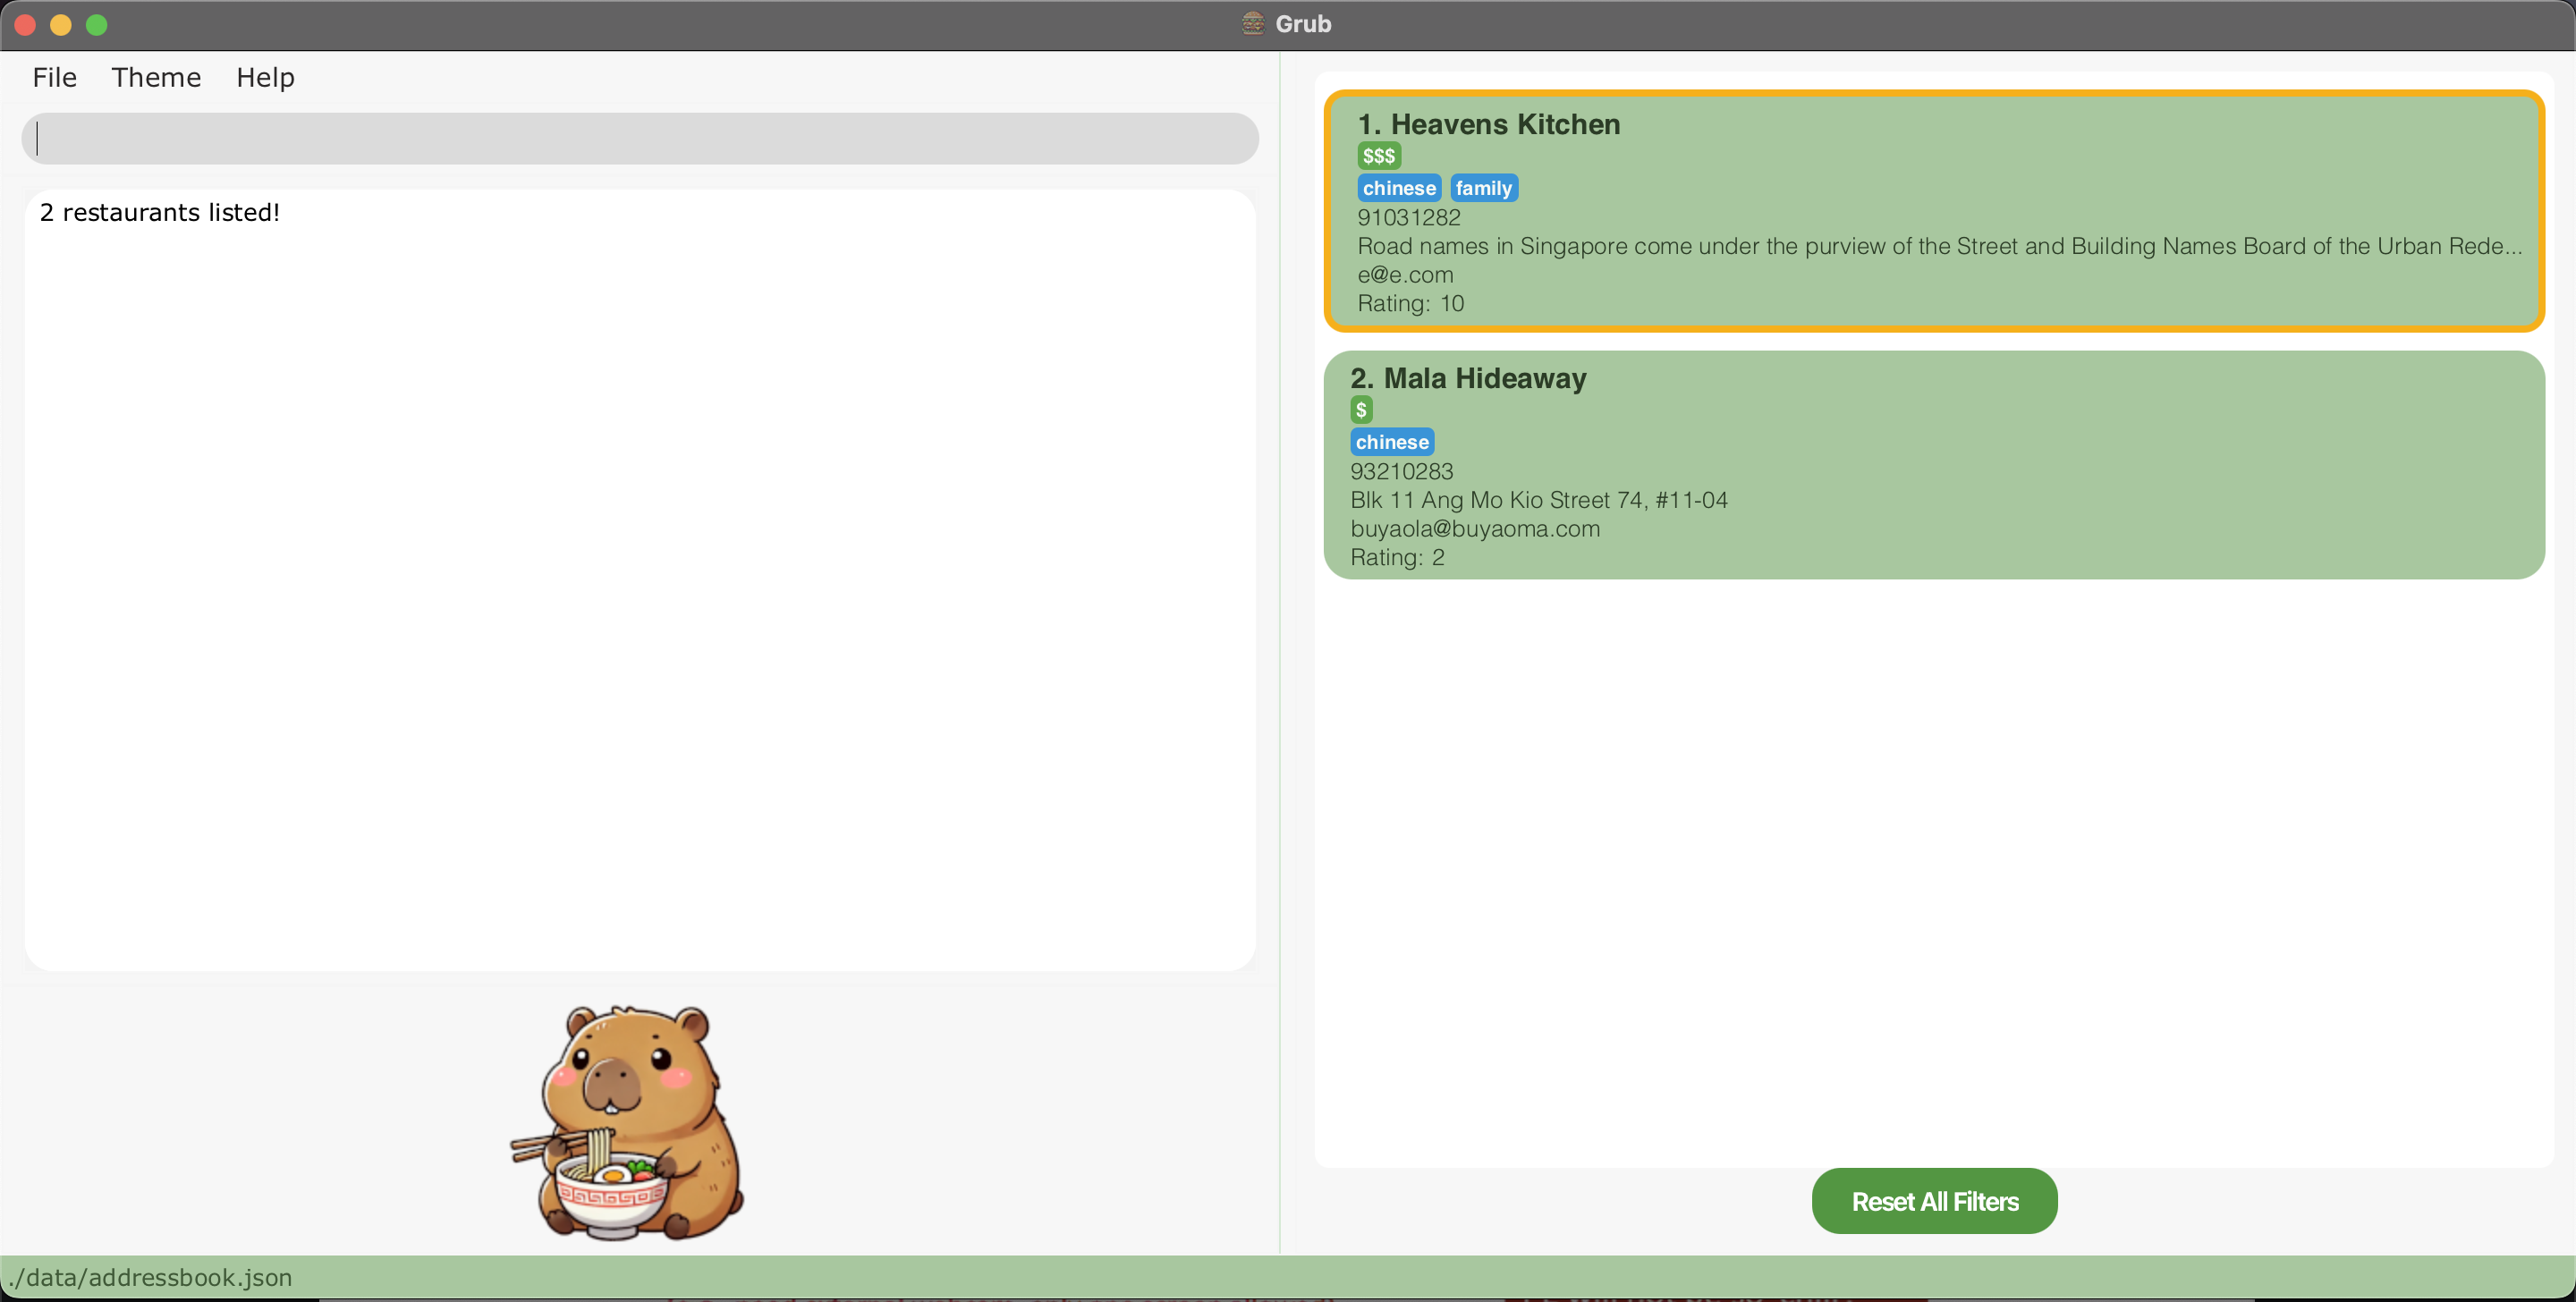 Grub
File Theme Help
2 restaurants listed!
1. Heavens Kitchen
$$$
chinese family
91031282
Road names in Singapore come under the purview of the Street and Building Names Board of the Urban Rede...
e@e.com
Rating: 10
2. Mala Hideaway
$
chinese
93210283
Blk 11 Ang Mo Kio Street 74, #11-04
buyaola@buyaoma.com
Rating: 2
Reset All Filters
./data/addressbook.json